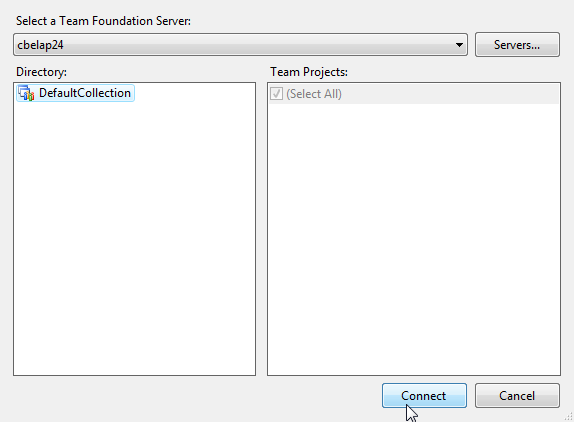 Select a Team Foundation Server:
cbelap24
Servers...
Directory:
Team Projects:
DefaultCollection
(Select All)
Connect
Cancel